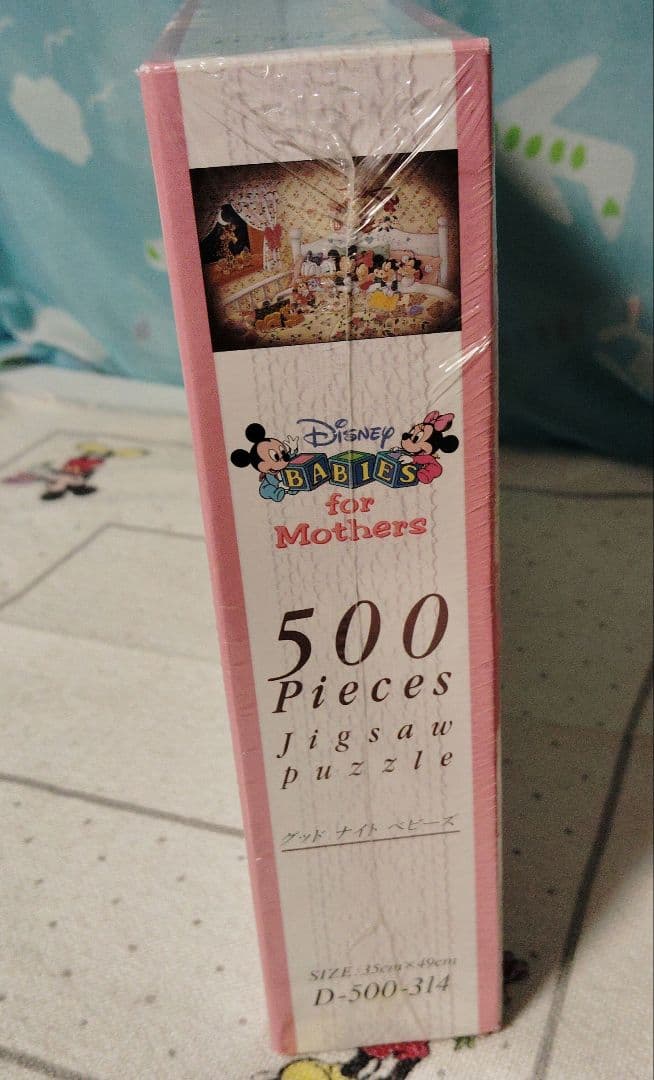 Disney
BABIES
for
Mothers
500
Pieces
Jigsaw
puzzle
グッド ナイト ベビーズ
SIZE:35cm×49cm
D-500-314